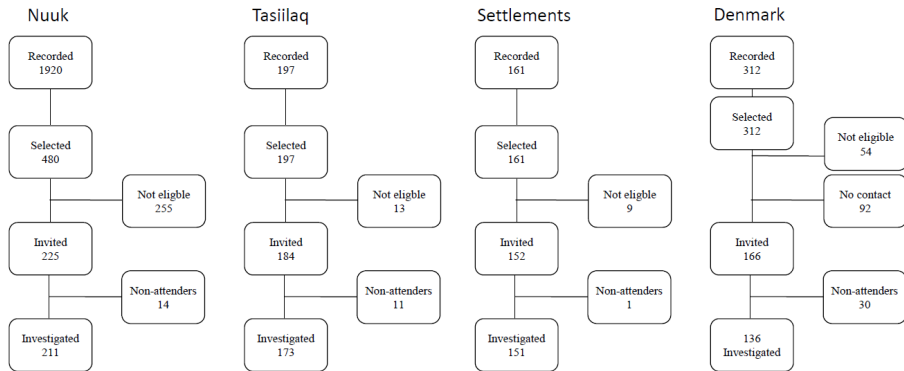 Nuuk
Recorded
1920
Selected
480
Not eligble
255
Invited
225
Non-attenders
14
Investigated
211
Tasiilaq
Recorded
197
Selected
197
Not eligble
13
Invited
184
Non-attenders
11
Investigated
173
Settlements
Recorded
161
Selected
161
Not eligble
9
Invited
152
Non-attenders
1
Investigated
151
Denmark
Recorded
312
Selected
312
Not eligible
54
No contact
92
Invited
166
Non-attenders
30
136
Investigated